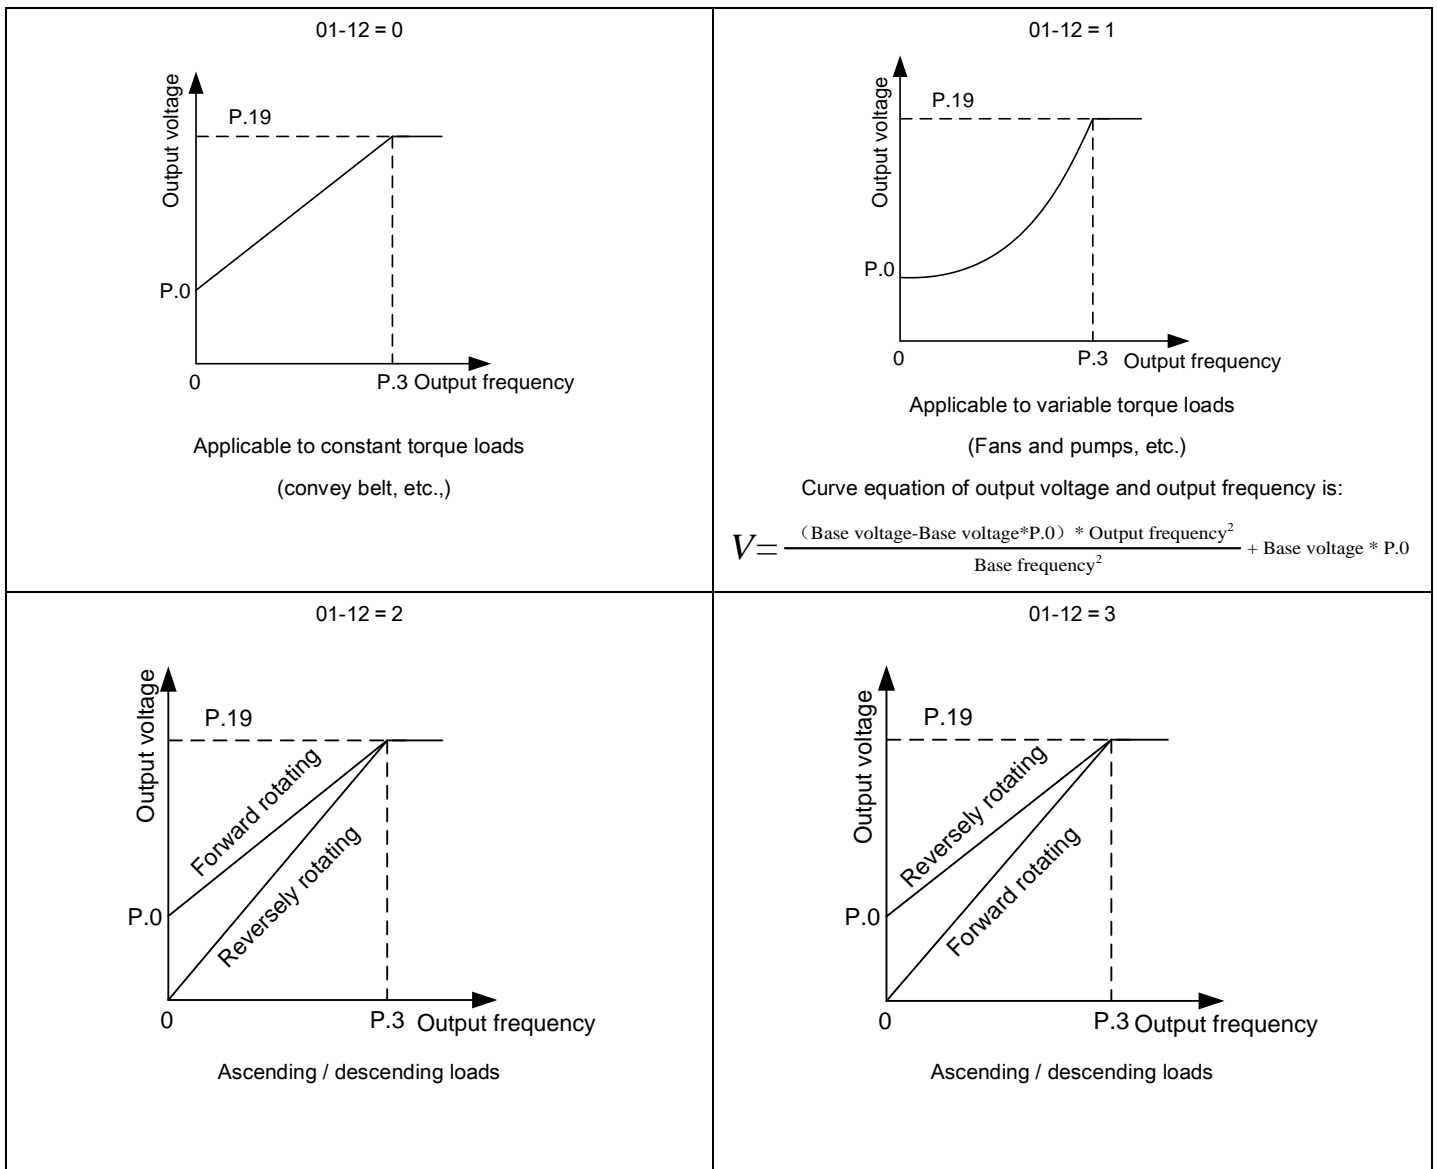 01-12 = 0
Output voltage
P.19
P.0
0
P.3 Output frequency
Applicable to constant torque loads
(convey belt, etc.,)
01-12 = 1
Output voltage
P.19
P.0
0
P.3 Output frequency
Applicable to variable torque loads
(Fans and pumps, etc.)
Curve equation of output voltage and output frequency is:
V= （Base voltage-Base voltage*P.0）* Output frequency²
Base frequency²
+ Base voltage * P.0
01-12 = 2
Output voltage
P.19
Forward rotating
Reversely rotating
P.0
0
P.3 Output frequency
Ascending / descending loads
01-12 = 3
Output voltage
P.19
Reversely rotating
Forward rotating
P.0
0
P.3 Output frequency
Ascending / descending loads